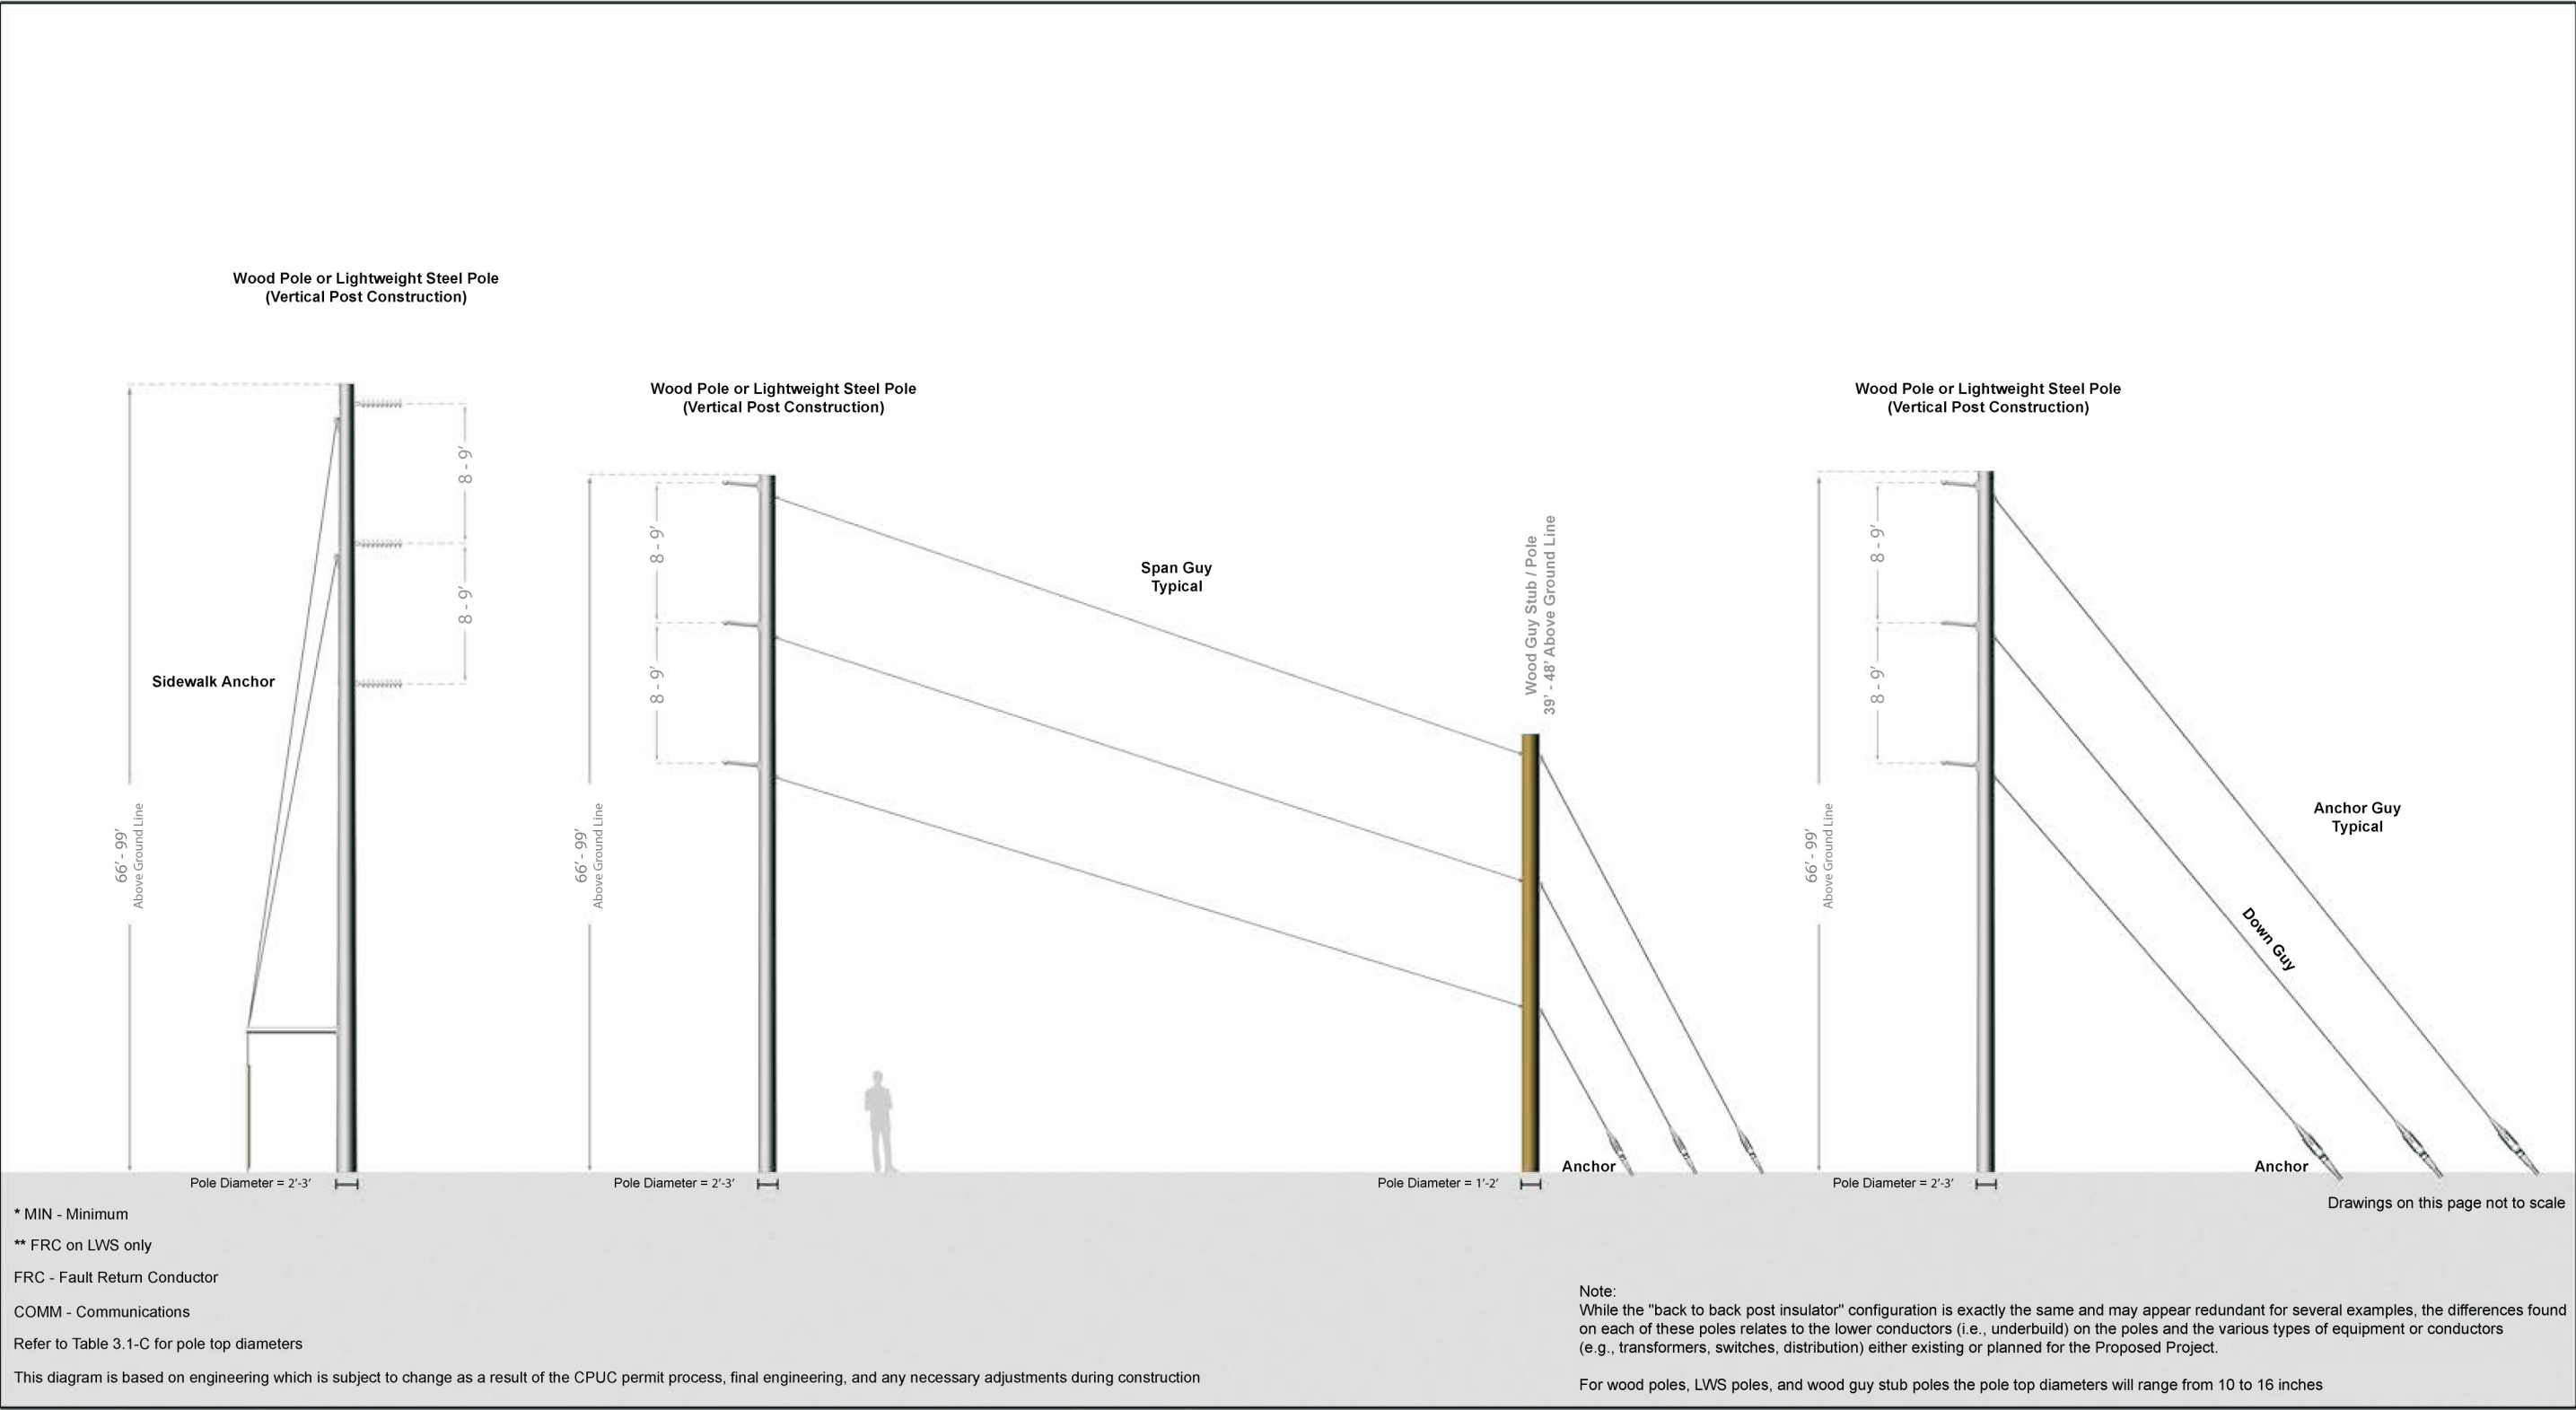 Wood Pole or Lightweight Steel Pole
(Vertical Post Construction)
8 - 9'
8 - 9'
Sidewalk Anchor
66' - 99'
Above Ground Line
Pole Diameter = 2'-3'
Wood Pole or Lightweight Steel Pole
(Vertical Post Construction)
8 - 9'
8 - 9'
66' - 99'
Above Ground Line
Pole Diameter = 2'-3'
Span Guy
Typical
Wood Guy Stub / Pole
39' - 48' Above Ground Line
Anchor
Pole Diameter = 1'-2'
Wood Pole or Lightweight Steel Pole
(Vertical Post Construction)
8 - 9'
8 - 9'
66' - 99'
Above Ground Line
Anchor Guy
Typical
Down Guy
Anchor
Pole Diameter = 2'-3'
Drawings on this page not to scale
* MIN - Minimum
** FRC on LWS only
FRC - Fault Return Conductor
COMM - Communications
Refer to Table 3.1-C for pole top diameters
This diagram is based on engineering which is subject to change as a result of the CPUC permit process, final engineering, and any necessary adjustments during construction
Note:
While the "back to back post insulator" configuration is exactly the same and may appear redundant for several examples, the differences found
on each of these poles relates to the lower conductors (i.e., underbuild) on the poles and the various types of equipment or conductors
(e.g., transformers, switches, distribution) either existing or planned for the Proposed Project.
For wood poles, LWS poles, and wood guy stub poles the pole top diameters will range from 10 to 16 inches